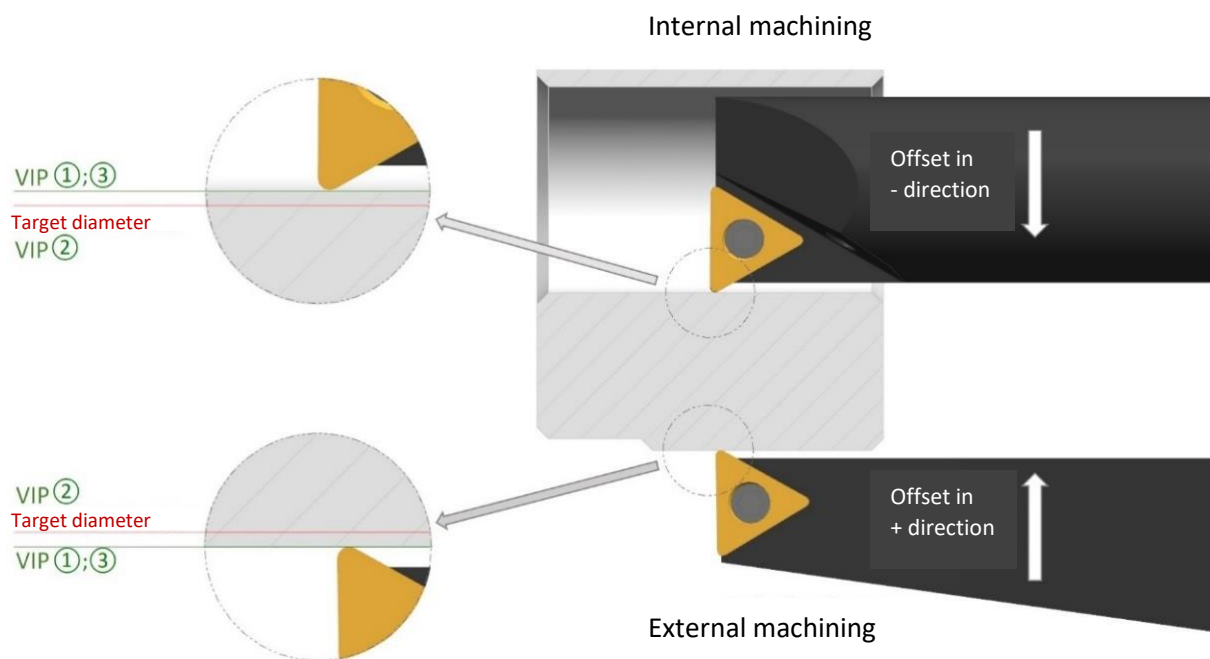 Internal machining
VIP ①;③
Target diameter
VIP ②
Offset in
- direction
VIP ②
Target diameter
VIP ①;③
Offset in
+ direction
External machining